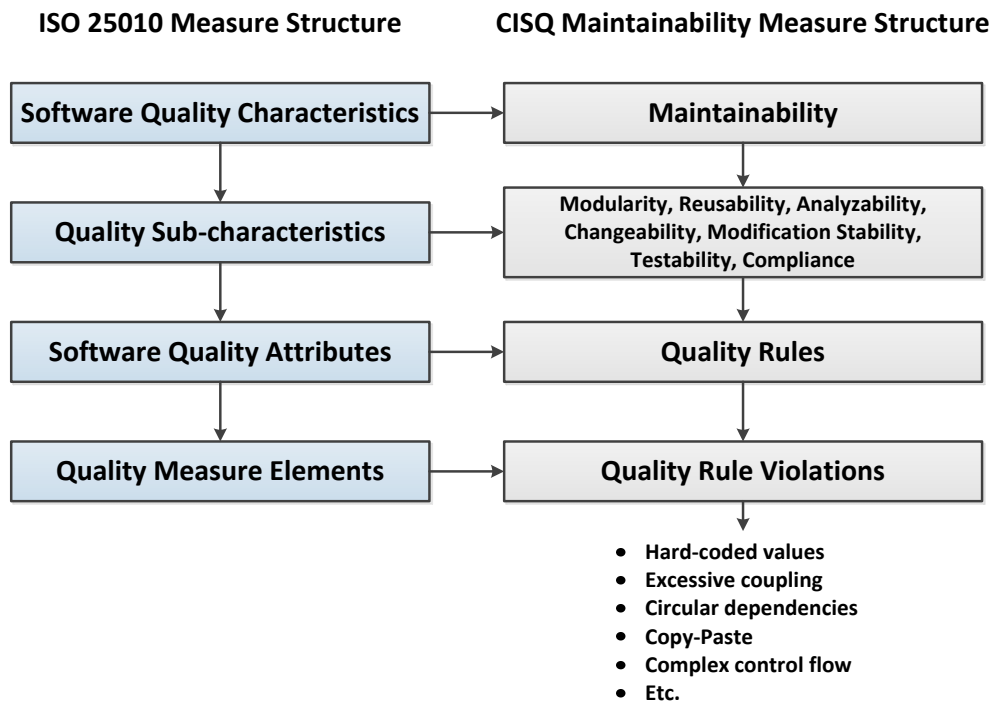 ISO 25010 Measure Structure
CISQ Maintainability Measure Structure
Software Quality Characteristics
Maintainability
Quality Sub-characteristics
Modularity, Reusability, Analyzability,
Changeability, Modification Stability,
Testability, Compliance
Software Quality Attributes
Quality Rules
Quality Measure Elements
Quality Rule Violations
• Hard-coded values
• Excessive coupling
• Circular dependencies
• Copy-Paste
• Complex control flow
• Etc.